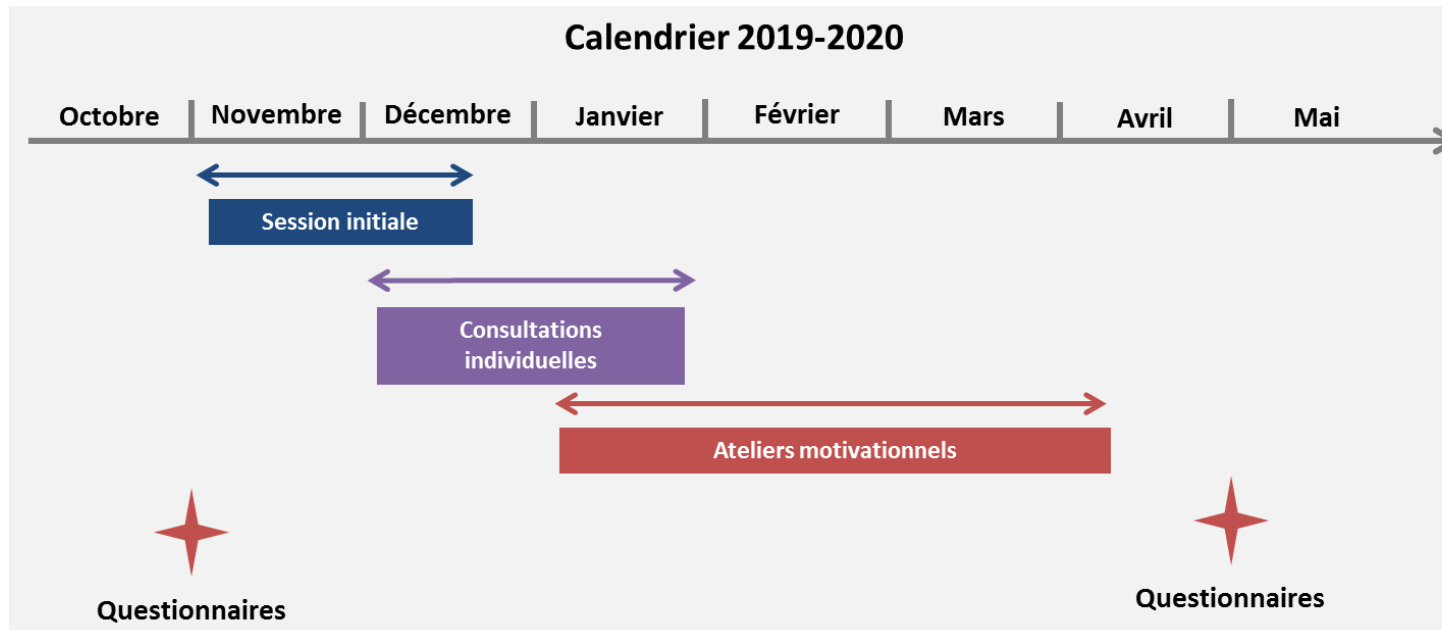 Calendrier 2019-2020
Octobre Novembre Décembre Janvier Février Mars Avril Mai
Session initiale
Consultations
individuelles
Ateliers motivationnels
Questionnaires Questionnaires